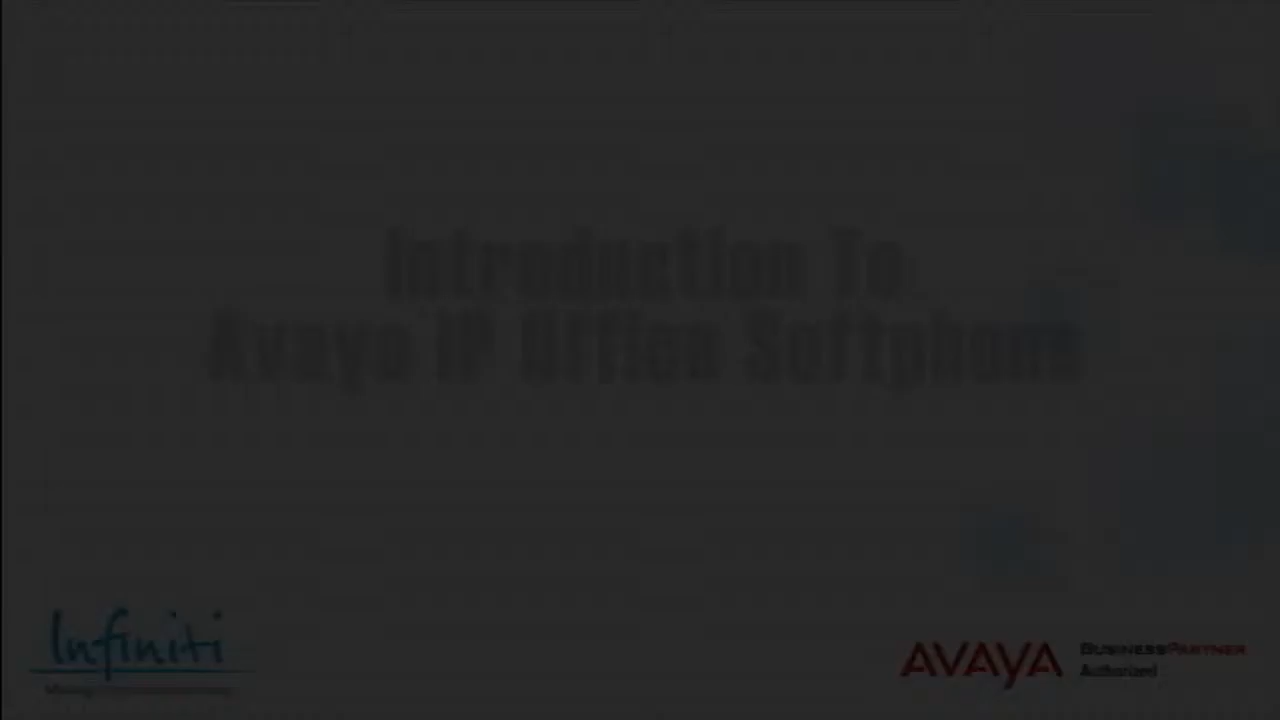 Introduction To
Avaya IP Office Softphone
Infiniti
AVAYA
BUSINESSPARTNER
Authorized